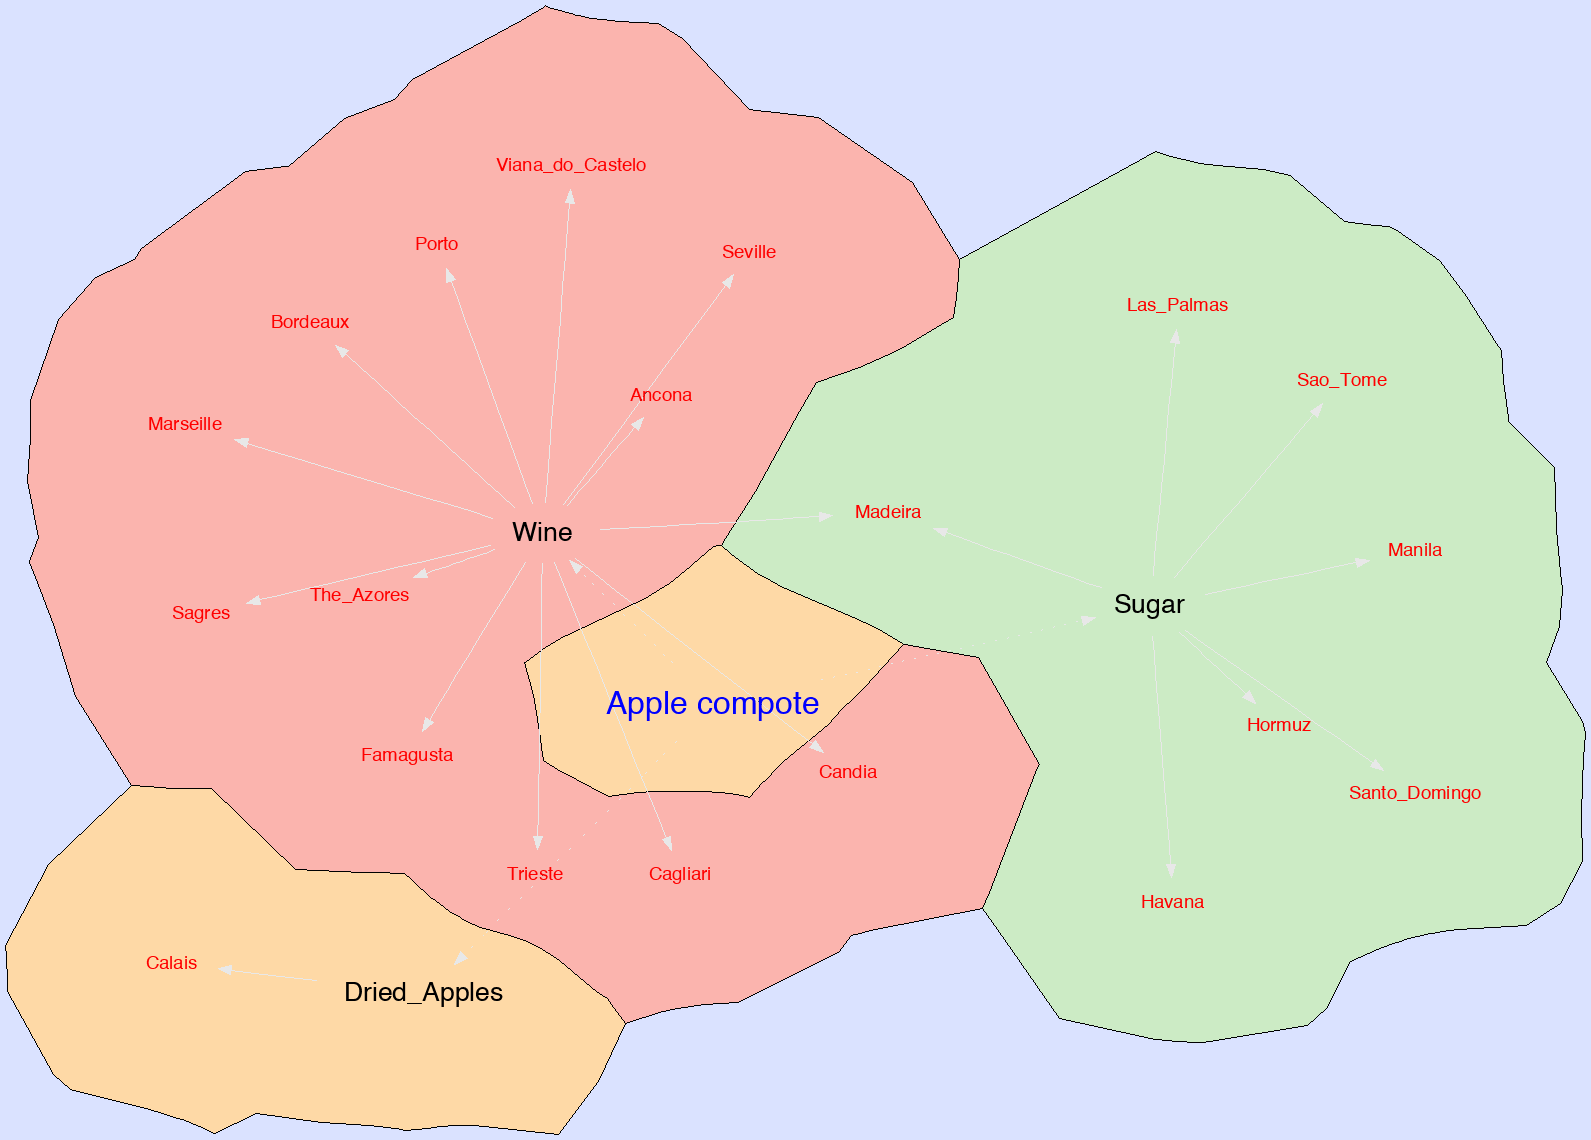 Viana_do_Castelo
Porto
Seville
Las_Palmas
Bordeaux
Sao_Tome
Ancona
Marseille
Madeira
Wine
Manila
The_Azores
Sugar
Sagres
Apple compote
Hormuz
Famagusta
Candia
Santo_Domingo
Trieste
Cagliari
Havana
Calais
Dried_Apples